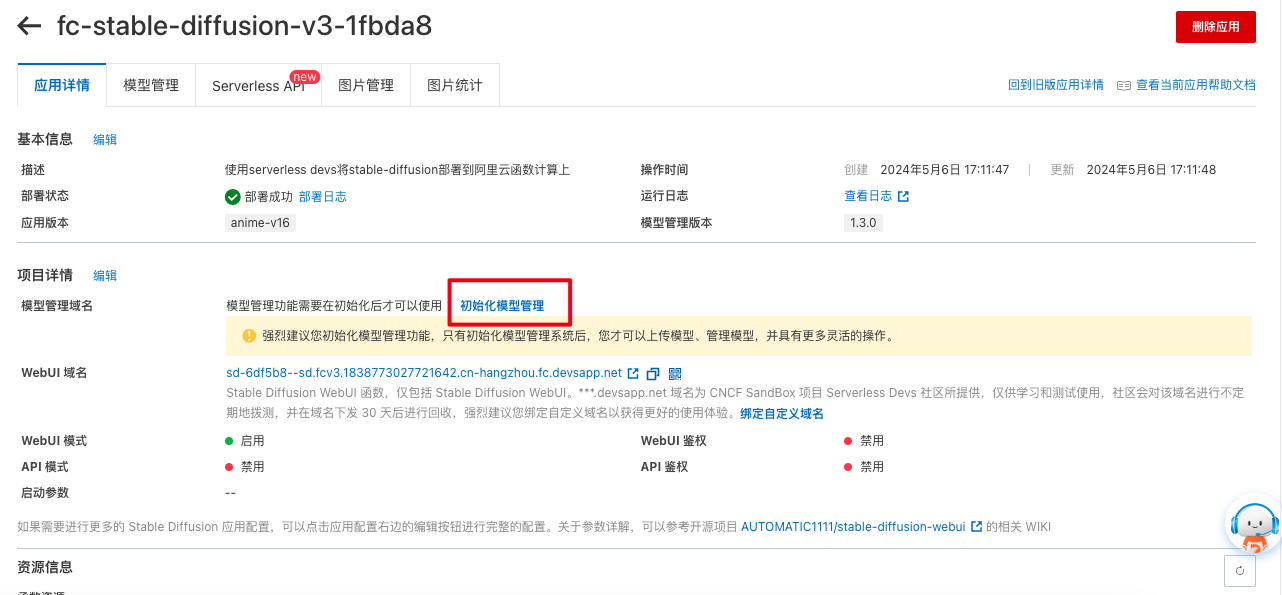 fc-stable-diffusion-v3-1fbda8
删除应用
应用详情 模型管理 Serverless API new 图片管理 图片统计 回到旧版应用详情 查看当前应用帮助文档
基本信息 编辑
描述 使用serverless devs将stable-diffusion部署到阿里云函数计算上 操作时间 创建 2024年5月6日 17:11:47 更新 2024年5月6日 17:11:48
部署状态 部署成功 部署日志 运行日志 查看日志
应用版本 anime-v16 模型管理版本 1.3.0
项目详情 编辑
模型管理域名 模型管理功能需要在初始化后才可以使用 初始化模型管理
强烈建议您初始化模型管理功能，只有初始化模型管理系统后，您才可以上传模型、管理模型，并具有更多灵活的操作。
WebUI 域名 sd-6df5b8--sd.fcv3.1838773027721642.cn-hangzhou.fc.devsapp.net
Stable Diffusion WebUI 函数，仅包括 Stable Diffusion WebUI。***.devsapp.net 域名为 CNCF SandBox 项目 Serverless Devs 社区所提供，仅供学习和测试使用，社区会对该域名进行不定
期地拨测，并在域名下发 30 天后进行回收，强烈建议您绑定自定义域名以获得更好的使用体验。绑定自定义域名
WebUI 模式 启用 WebUI 鉴权 禁用
API 模式 禁用 API 鉴权 禁用
启动参数 --
如果需要进行更多的 Stable Diffusion 应用配置，可以点击应用配置右边的编辑按钮进行完整的配置。关于参数详解，可以参考开源项目 AUTOMATIC1111/stable-diffusion-webui 的相关 WIKI
资源信息